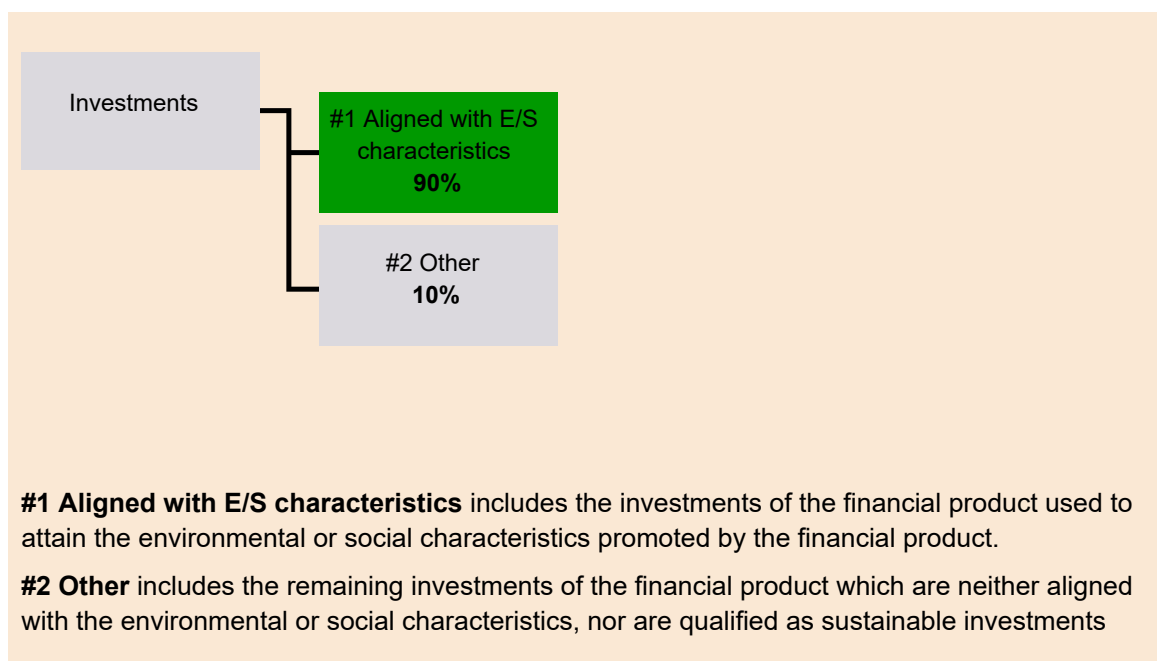 Investments
#1 Aligned with E/S
characteristics
90%
#2 Other
10%
#1 Aligned with E/S characteristics includes the investments of the financial product used to
attain the environmental or social characteristics promoted by the financial product.
#2 Other includes the remaining investments of the financial product which are neither aligned
with the environmental or social characteristics, nor are qualified as sustainable investments